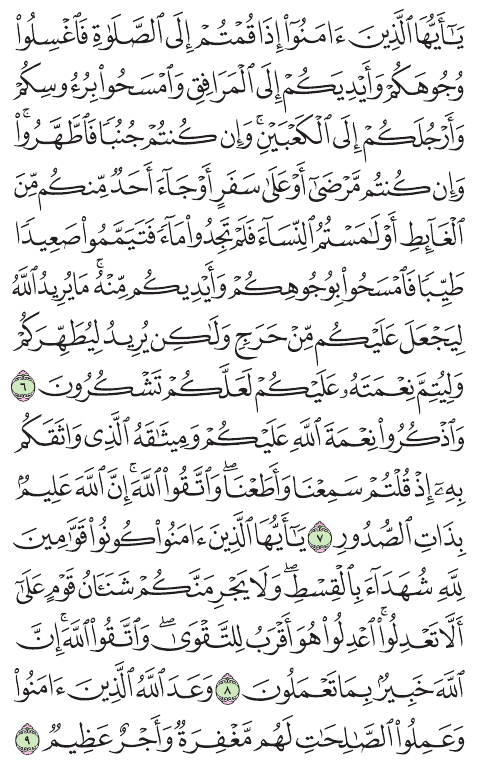 يَـٰٓأَيُّهَا ٱلَّذِينَ ءَامَنُوٓا۟ إِذَا قُمْتُمْ إِلَى ٱلصَّلَوٰةِ فَٱغْسِلُوا۟
وُجُوهَكُمْ وَأَيْدِيَكُمْ إِلَى ٱلْمَرَافِقِ وَٱمْسَحُوا۟ بِرُءُوسِكُمْ
وَأَرْجُلَكُمْ إِلَى ٱلْكَعْبَيْنِ ۚ وَإِن كُنتُمْ جُنُبًا فَٱطَّهَّرُوا۟ ۚ
وَإِن كُنتُم مَّرْضَىٰٓ أَوْ عَلَىٰ سَفَرٍ أَوْ جَآءَ أَحَدٌ مِّنكُم مِّنَ
ٱلْغَآئِطِ أَوْ لَـٰمَسْتُمُ ٱلنِّسَآءَ فَلَمْ تَجِدُوا۟ مَآءً فَتَيَمَّمُوا۟ صَعِيدًا
طَيِّبًا فَٱمْسَحُوا۟ بِوُجُوهِكُمْ وَأَيْدِيكُم مِّنْهُ ۚ مَا يُرِيدُ ٱللَّهُ
لِيَجْعَلَ عَلَيْكُم مِّنْ حَرَجٍ وَلَـٰكِن يُرِيدُ لِيُطَهِّرَكُمْ
وَلِيُتِمَّ نِعْمَتَهُۥ عَلَيْكُمْ لَعَلَّكُمْ تَشْكُرُونَ ٦
وَٱذْكُرُوا۟ نِعْمَةَ ٱللَّهِ عَلَيْكُمْ وَمِيثَـٰقَهُ ٱلَّذِى وَاثَقَكُم
بِهِۦٓ إِذْ قُلْتُمْ سَمِعْنَا وَأَطَعْنَا ۖ وَٱتَّقُوا۟ ٱللَّهَ ۚ إِنَّ ٱللَّهَ عَلِيمٌۢ
بِذَاتِ ٱلصُّدُورِ ٧ يَـٰٓأَيُّهَا ٱلَّذِينَ ءَامَنُوا۟ كُونُوا۟ قَوَّٰمِينَ
لِلَّهِ شُهَدَآءَ بِٱلْقِسْطِ ۖ وَلَا يَجْرِمَنَّكُمْ شَنَـَٔانُ قَوْمٍ عَلَىٰٓ
أَلَّا تَعْدِلُوا۟ ۚ ٱعْدِلُوا۟ هُوَ أَقْرَبُ لِلتَّقْوَىٰ ۖ وَٱتَّقُوا۟ ٱللَّهَ ۚ إِنَّ
ٱللَّهَ خَبِيرٌۢ بِمَا تَعْمَلُونَ ٨ وَعَدَ ٱللَّهُ ٱلَّذِينَ ءَامَنُوا۟
وَعَمِلُوا۟ ٱلصَّـٰلِحَـٰتِ ۙ لَهُم مَّغْفِرَةٌ وَأَجْرٌ عَظِيمٌ ٩